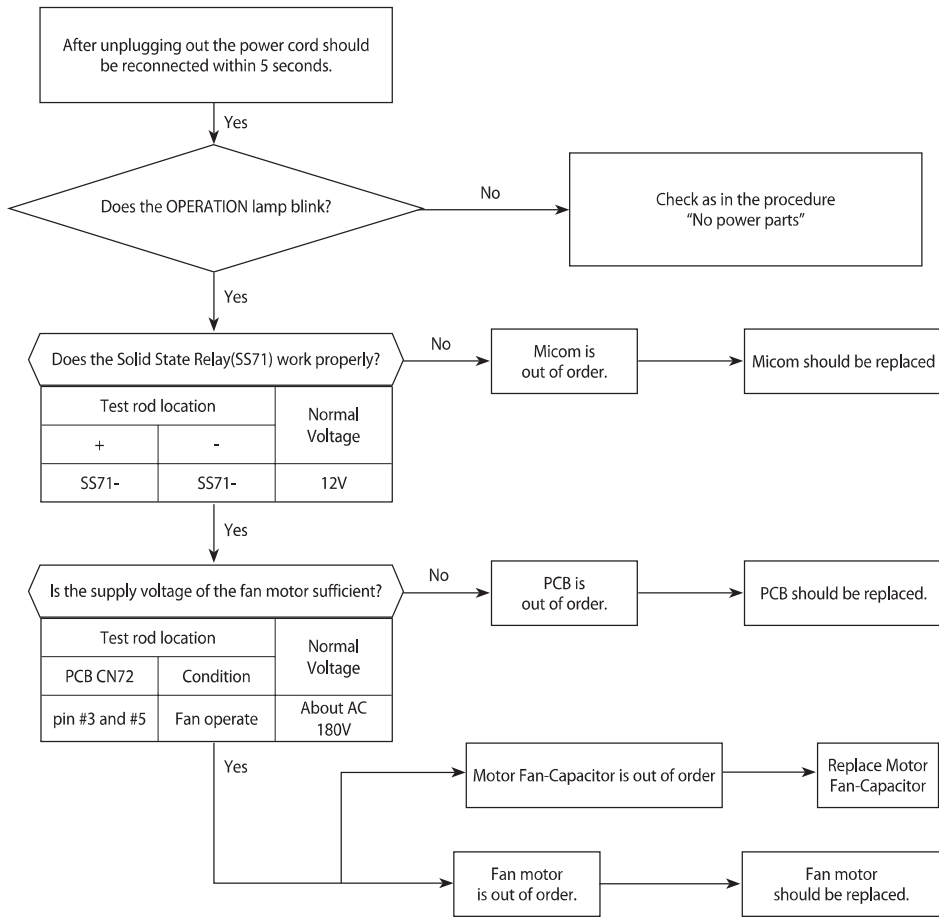 After unplugging out the power cord should
be reconnected within 5 seconds.
Yes
Does the OPERATION lamp blink?
No
Check as in the procedure
“No power parts”
Yes
Does the Solid State Relay(SS71) work properly?
No
Micom is
out of order.
Micom should be replaced
Test rod location
Normal
Voltage
+
-
SS71-
SS71-
12V
Yes
Is the supply voltage of the fan motor sufficient?
No
PCB is
out of order.
PCB should be replaced.
Test rod location
Normal
Voltage
PCB CN72
Condition
pin #3 and #5
Fan operate
About AC
180V
Yes
Motor Fan-Capacitor is out of order
Replace Motor
Fan-Capacitor
Fan motor
is out of order.
Fan motor
should be replaced.